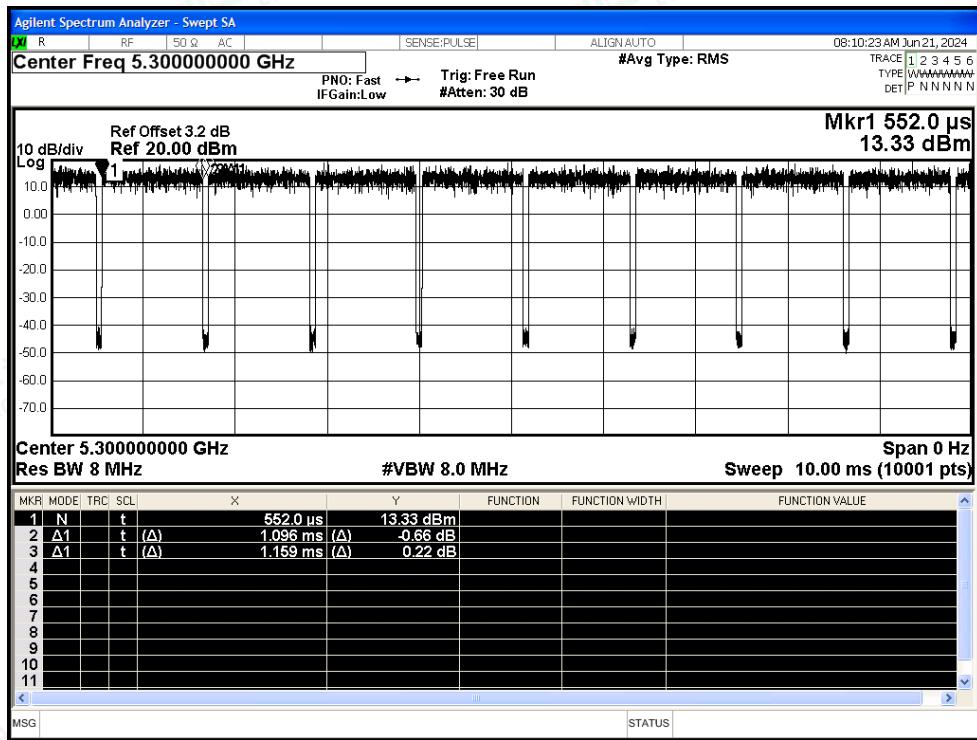 Agilent Spectrum Analyzer - Swept SA
LXI R RF 50 Ω AC SENSE:PULSE ALIGN AUTO 08:10:23 AM Jun 21, 2024
Center Freq 5.300000000 GHz #Avg Type: RMS TRACE 1 2 3 4 5 6
PNO: Fast Trig: Free Run TYPE WWWWWW
IFGain:Low #Atten: 30 dB DET P N N N N N
Mkr1 552.0 µs
Ref Offset 3.2 dB
10 dB/div Ref 20.00 dBm 13.33 dBm
Log
1
10.0
0.00
-10.0
-20.0
-30.0
-40.0
-50.0
-60.0
-70.0
Center 5.300000000 GHz Span 0 Hz
Res BW 8 MHz #VBW 8.0 MHz Sweep 10.00 ms (10001 pts)
MKR MODE TRC SCL X Y FUNCTION FUNCTION WIDTH FUNCTION VALUE
1 N t 552.0 µs 13.33 dBm
2 Δ1 t (Δ) 1.096 ms (Δ) -0.66 dB
3 Δ1 t (Δ) 1.159 ms (Δ) 0.22 dB
4
5
6
7
8
9
10
11
MSG STATUS